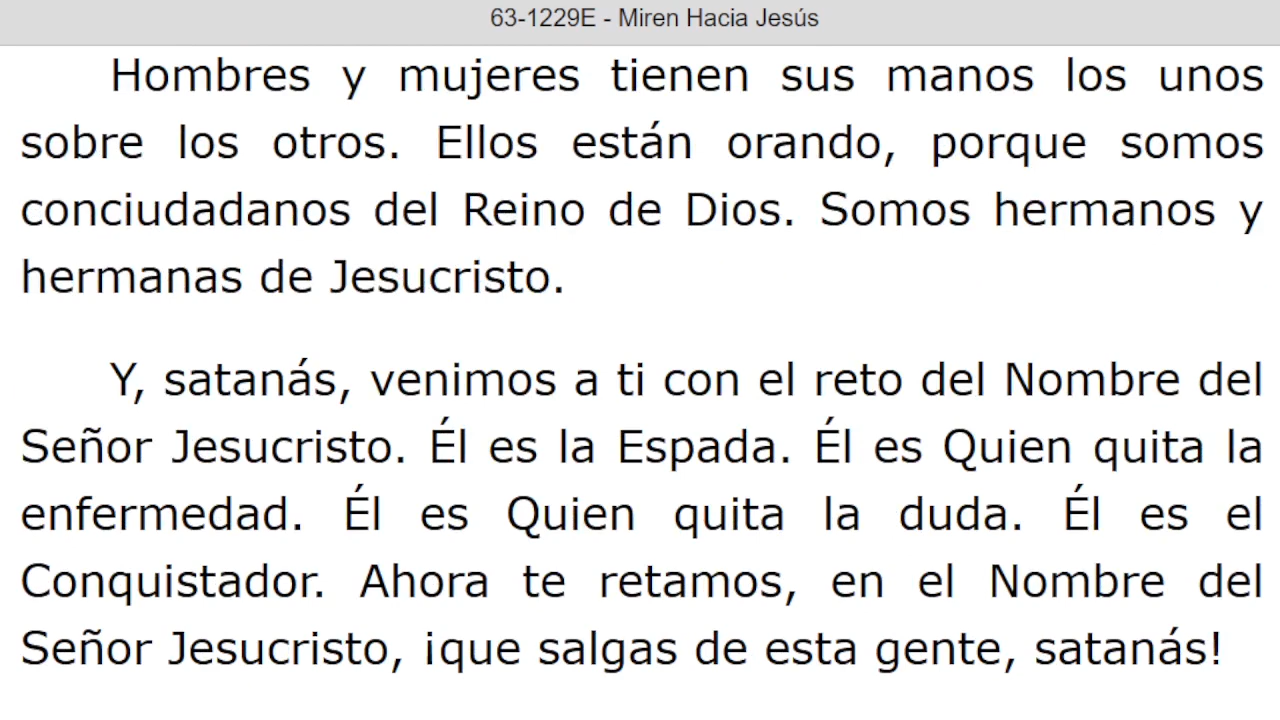 63-1229E - Miren Hacia Jesús
Hombres y mujeres tienen sus manos los unos
sobre los otros. Ellos están orando, porque somos
conciudadanos del Reino de Dios. Somos hermanos y
hermanas de Jesucristo.
Y, satanás, venimos a ti con el reto del Nombre del
Señor Jesucristo. Él es la Espada. Él es Quien quita la
enfermedad. Él es Quien quita la duda. Él es el
Conquistador. Ahora te retamos, en el Nombre del
Señor Jesucristo, ¡que salgas de esta gente, satanás!